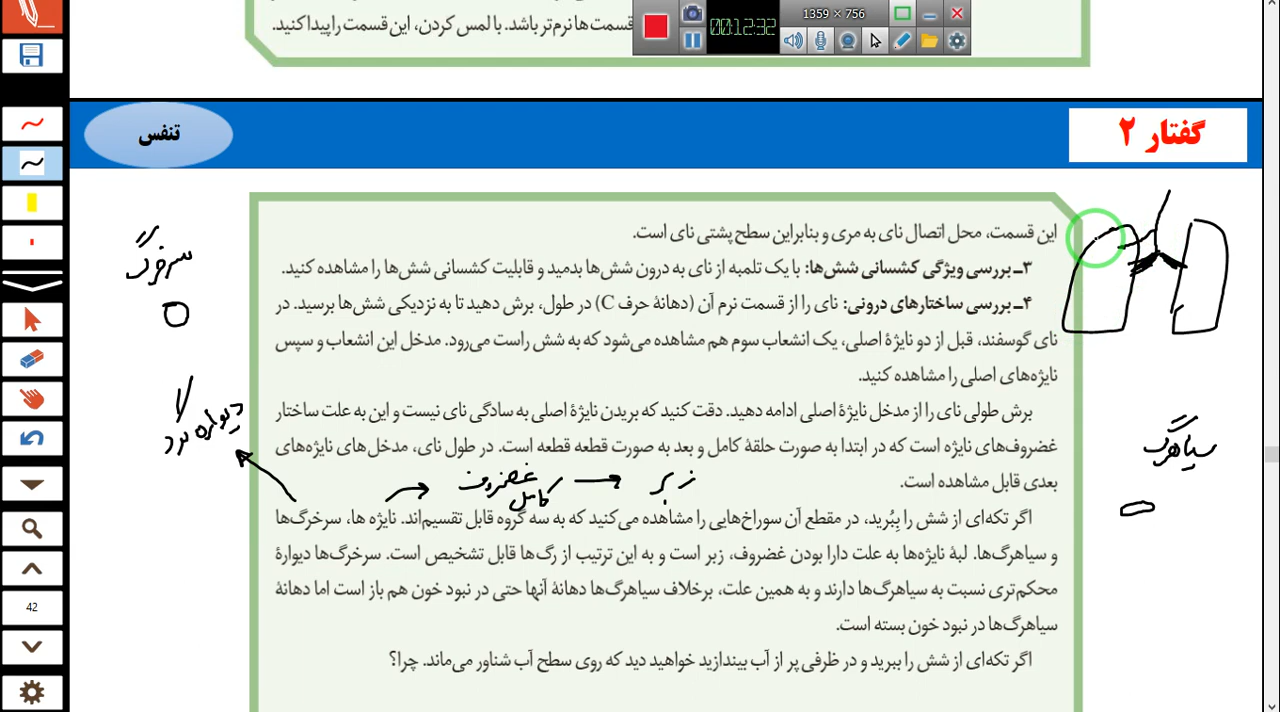 قسمت‌ها نرم‌تر باشد. با لمس کردن، این قسمت را پیدا کنید.
1359 × 756
00:12:32
گفتار ۲
تنفس
این قسمت، محل اتصال نای به مری و بنابراین سطح پشتی نای است.
۳ـ بررسی ویژگی کشسانی شش‌ها: با یک تلمبه از نای به درون شش‌ها بدمید و قابلیت کشسانی شش‌ها را مشاهده کنید.
۴ـ بررسی ساختارهای درونی: نای را از قسمت نرم آن (دهانهٔ حرف C) در طول، برش دهید تا به نزدیکی شش‌ها برسید. در
نای گوسفند، قبل از دو نایژهٔ اصلی، یک انشعاب سوم هم مشاهده می‌شود که به شش راست می‌رود. مدخل این انشعاب و سپس
نایژه‌های اصلی را مشاهده کنید.
برش طولی نای را از مدخل نایژهٔ اصلی ادامه دهید. دقت کنید که بریدن نایژهٔ اصلی به سادگی نای نیست و این به علت ساختار
غضروف‌های نایژه است که در ابتدا به صورت حلقهٔ کامل و بعد به صورت قطعه قطعه است. در طول نای، مدخل‌های نایژه‌های
بعدی قابل مشاهده است.
اگر تکه‌ای از شش را بِبُرید، در مقطع آن سوراخ‌هایی را مشاهده می‌کنید که به سه گروه قابل تقسیم‌اند. نایژه ها، سرخرگ‌ها
و سیاهرگ‌ها. لبهٔ نایژه‌ها به علت دارا بودن غضروف، زبر است و به این ترتیب از رگ‌ها قابل تشخیص است. سرخرگ‌ها دیوارهٔ
محکم‌تری نسبت به سیاهرگ‌ها دارند و به همین علت، برخلاف سیاهرگ‌ها دهانهٔ آنها حتی در نبود خون هم باز است اما دهانهٔ
سیاهرگ‌ها در نبود خون بسته است.
اگر تکه‌ای از شش را ببرید و در ظرفی پر از آب بیندازید خواهید دید که روی سطح آب شناور می‌ماند. چرا؟
سرخرگ
دیواره
سیاهرگ
غضروف
کامل
زبر
42